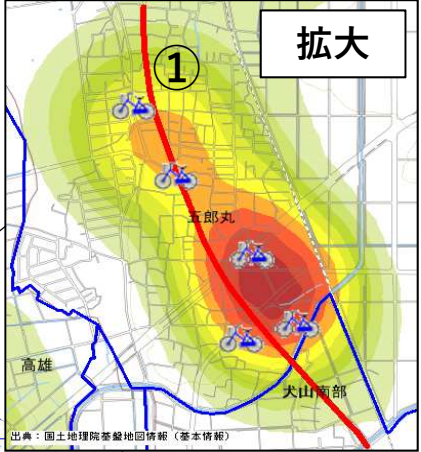 拡大
①
五郎丸
高雄
犬山南部
出典：国土地理院基盤地図情報（基本情報）